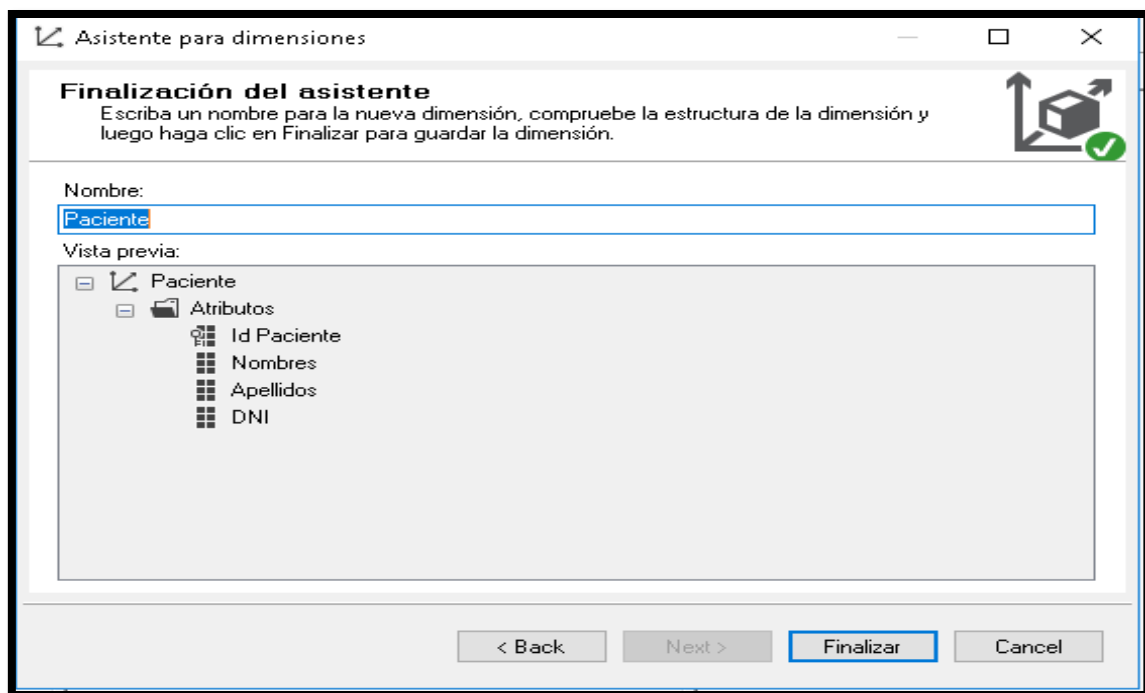 Asistente para dimensiones
Finalización del asistente
Escriba un nombre para la nueva dimensión, compruebe la estructura de la dimensión y
luego haga clic en Finalizar para guardar la dimensión.
Nombre:
Paciente
Vista previa:
Paciente
Atributos
Id Paciente
Nombres
Apellidos
DNI
< Back
Next >
Finalizar
Cancel